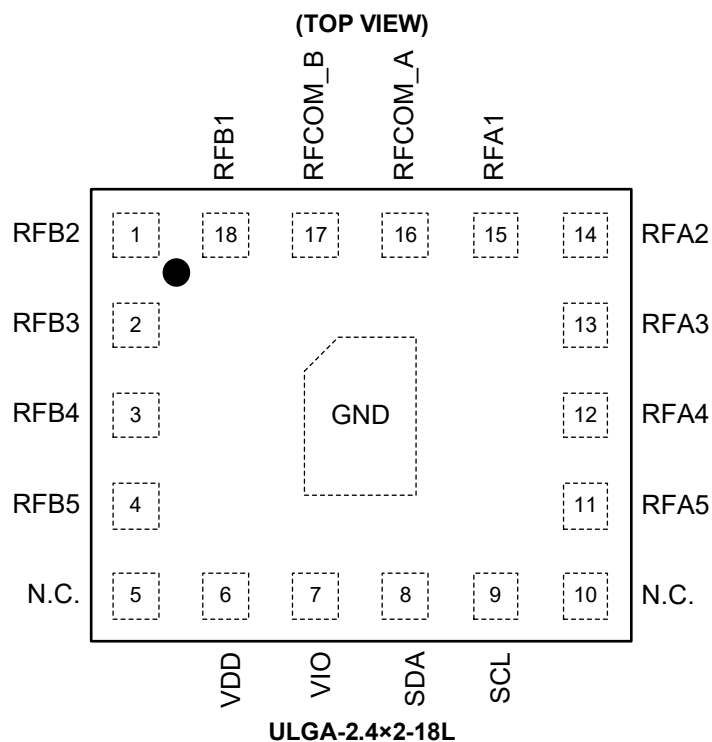 (TOP VIEW)
RFB1
RFCOM_B
RFCOM_A
RFA1
RFB2 1 18 17 16 15 14 RFA2
RFB3 2 13 RFA3
RFB4 3 GND 12 RFA4
RFB5 4 11 RFA5
N.C. 5 6 7 8 9 10 N.C.
VDD
VIO
SDA
SCL
ULGA-2.4×2-18L